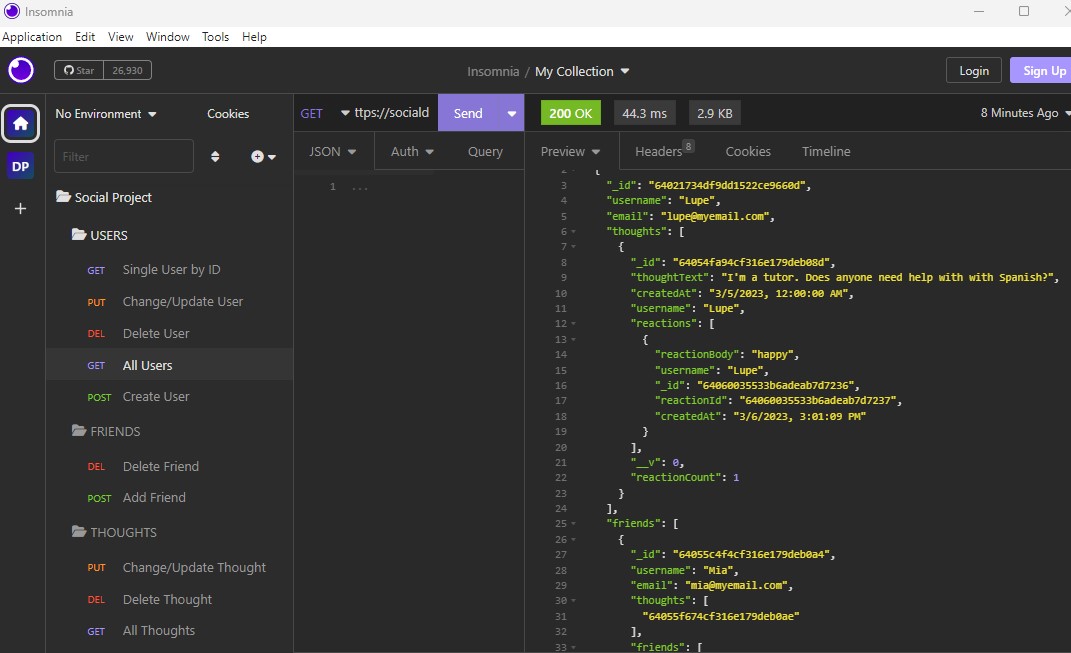 Insomnia
Application Edit View Window Tools Help
Star 26,930 Insomnia / My Collection Login Sign Up
No Environment Cookies
GET ttps://sociald Send 200 OK 44.3 ms 2.9 KB 8 Minutes Ago
JSON Auth Query Preview Headers 8 Cookies Timeline
Filter
DP
Social Project
USERS
GET Single User by ID
PUT Change/Update User
DEL Delete User
GET All Users
POST Create User
FRIENDS
DEL Delete Friend
POST Add Friend
THOUGHTS
PUT Change/Update Thought
DEL Delete Thought
GET All Thoughts
1 ...
2 {
3 "_id": "64021734df9dd1522ce9660d",
4 "username": "Lupe",
5 "email": "lupe@myemail.com",
6 "thoughts": [
7 {
8 "_id": "64054fa94cf316e179deb08d",
9 "thoughtText": "I'm a tutor. Does anyone need help with with Spanish?",
10 "createdAt": "3/5/2023, 12:00:00 AM",
11 "username": "Lupe",
12 "reactions": [
13 {
14 "reactionBody": "happy",
15 "username": "Lupe",
16 "_id": "64060035533b6adeab7d7236",
17 "reactionId": "64060035533b6adeab7d7237",
18 "createdAt": "3/6/2023, 3:01:09 PM"
19 }
20 ],
21 "__v": 0,
22 "reactionCount": 1
23 }
24 ],
25 "friends": [
26 {
27 "_id": "64055c4f4cf316e179deb0a4",
28 "username": "Mia",
29 "email": "mia@myemail.com",
30 "thoughts": [
31 "64055f674cf316e179deb0ae"
32 ],
33 "friends": [